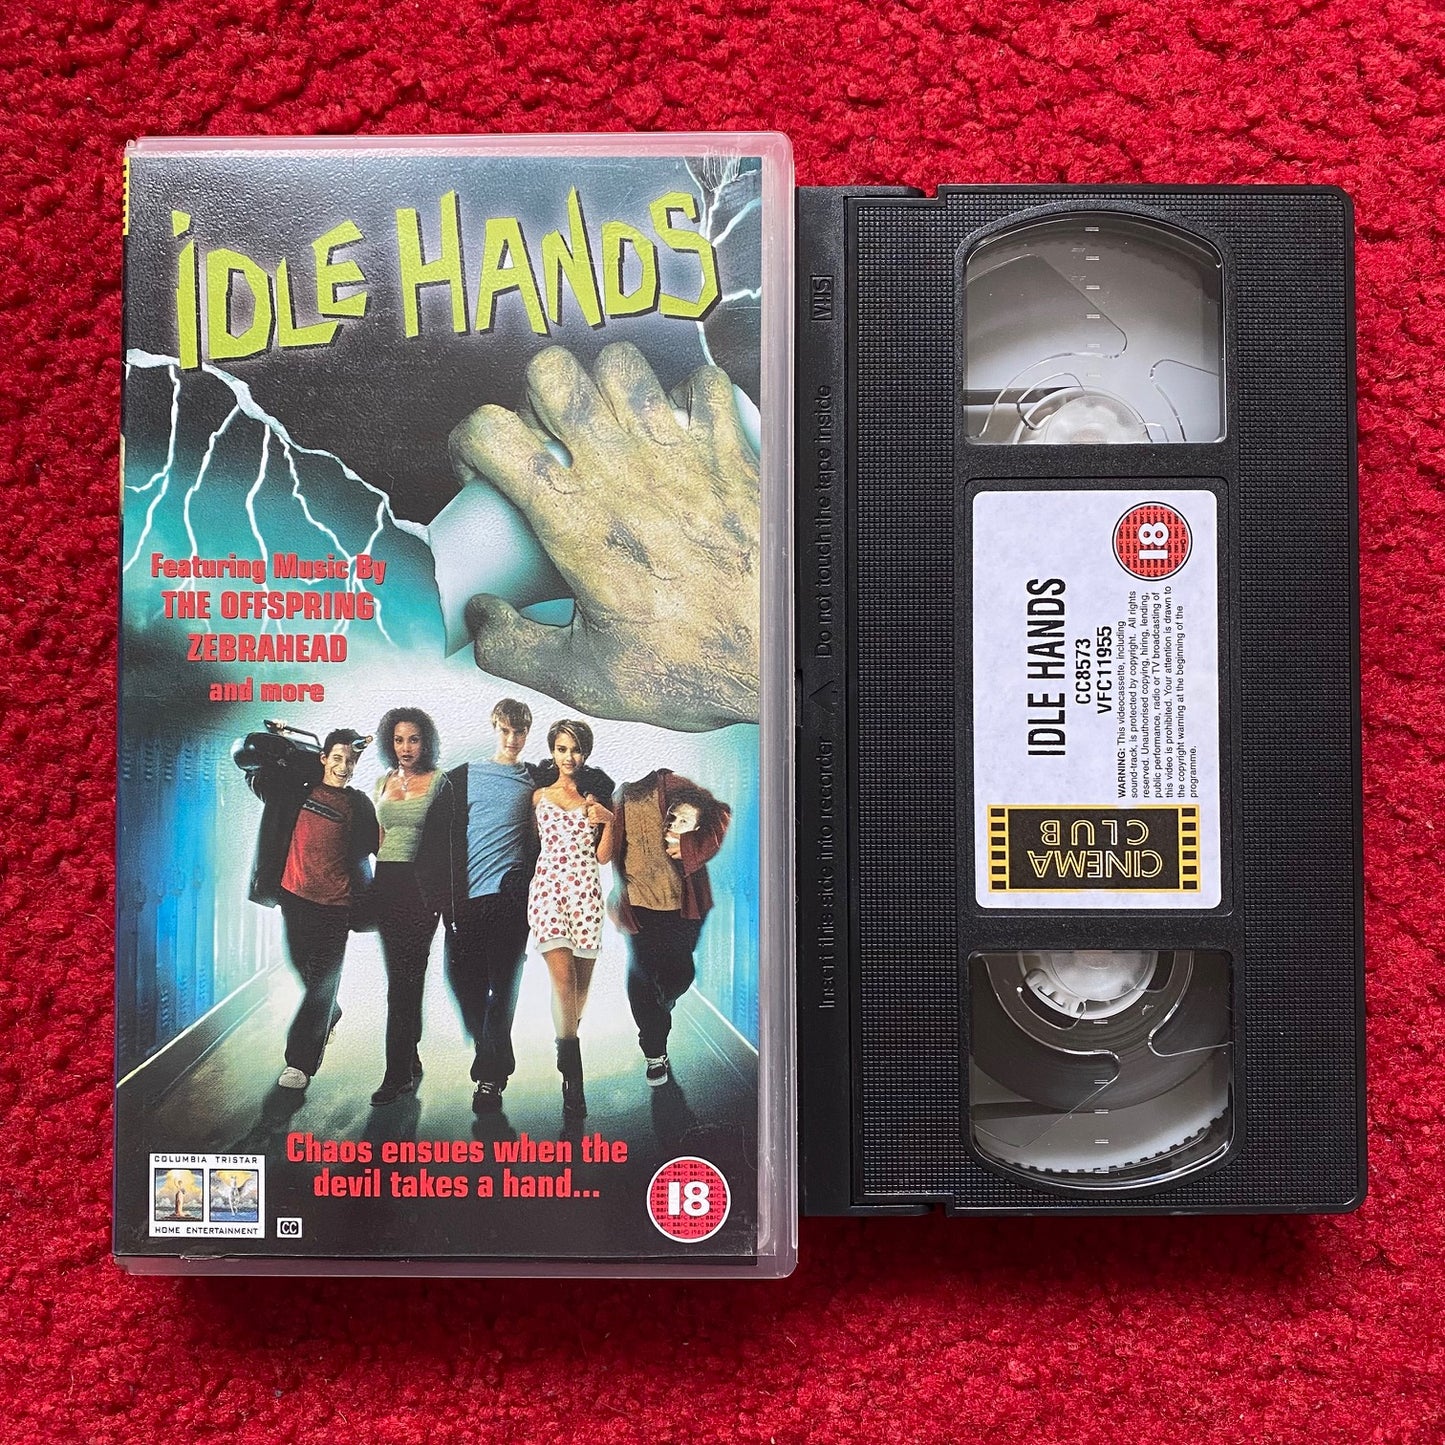 IDLE HANDS
Featuring Music By
THE OFFSPRING
ZEBRAHEAD
and more
Chaos ensues when the
devil takes a hand...
COLUMBIA TRISTAR
HOME ENTERTAINMENT
CC
18
VHS
Do not touch the tape inside
Insert this side into recorder
18
IDLE HANDS
CC8573
VFC11955
WARNING: This videocassette, including
sound-track, is protected by copyright. All rights
reserved. Unauthorised copying, hiring, lending,
public performance, radio or TV broadcasting of
this video is prohibited. Your attention is drawn to
the copyright warning at the beginning of the
programme.
CINEMA
CLUB